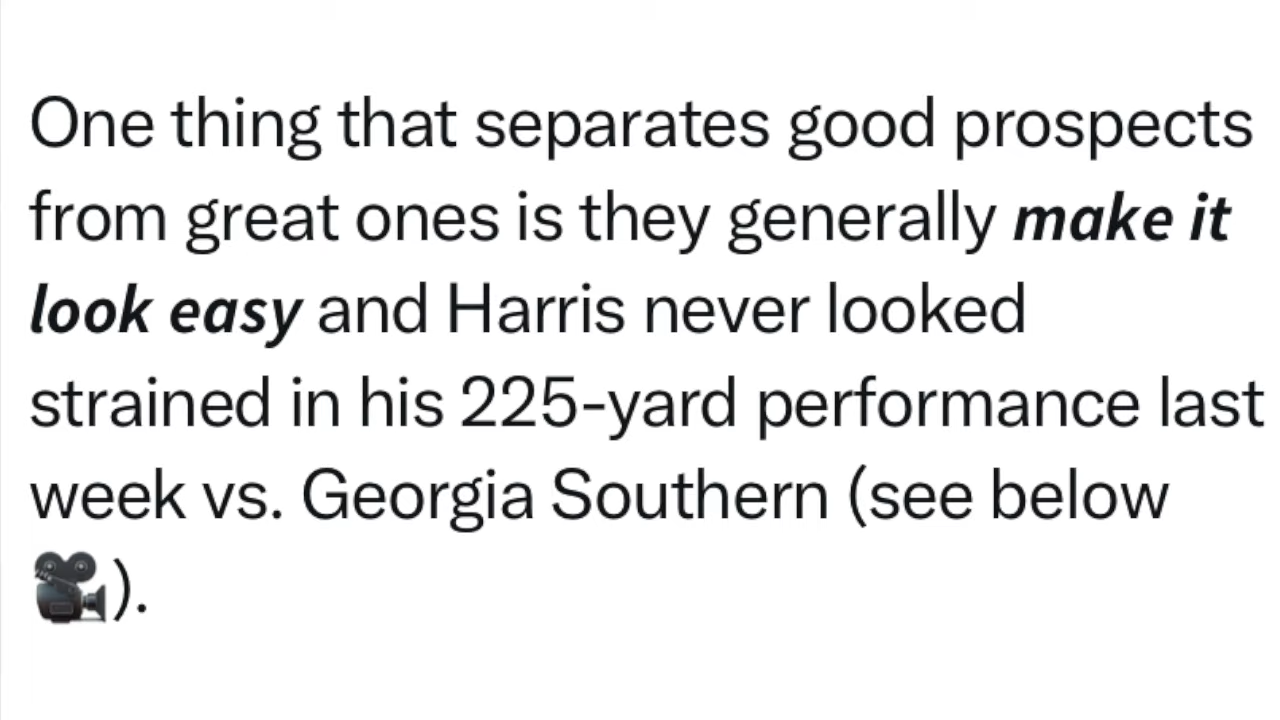 One thing that separates good prospects
from great ones is they generally make it
look easy and Harris never looked
strained in his 225-yard performance last
week vs. Georgia Southern (see below
🎥).